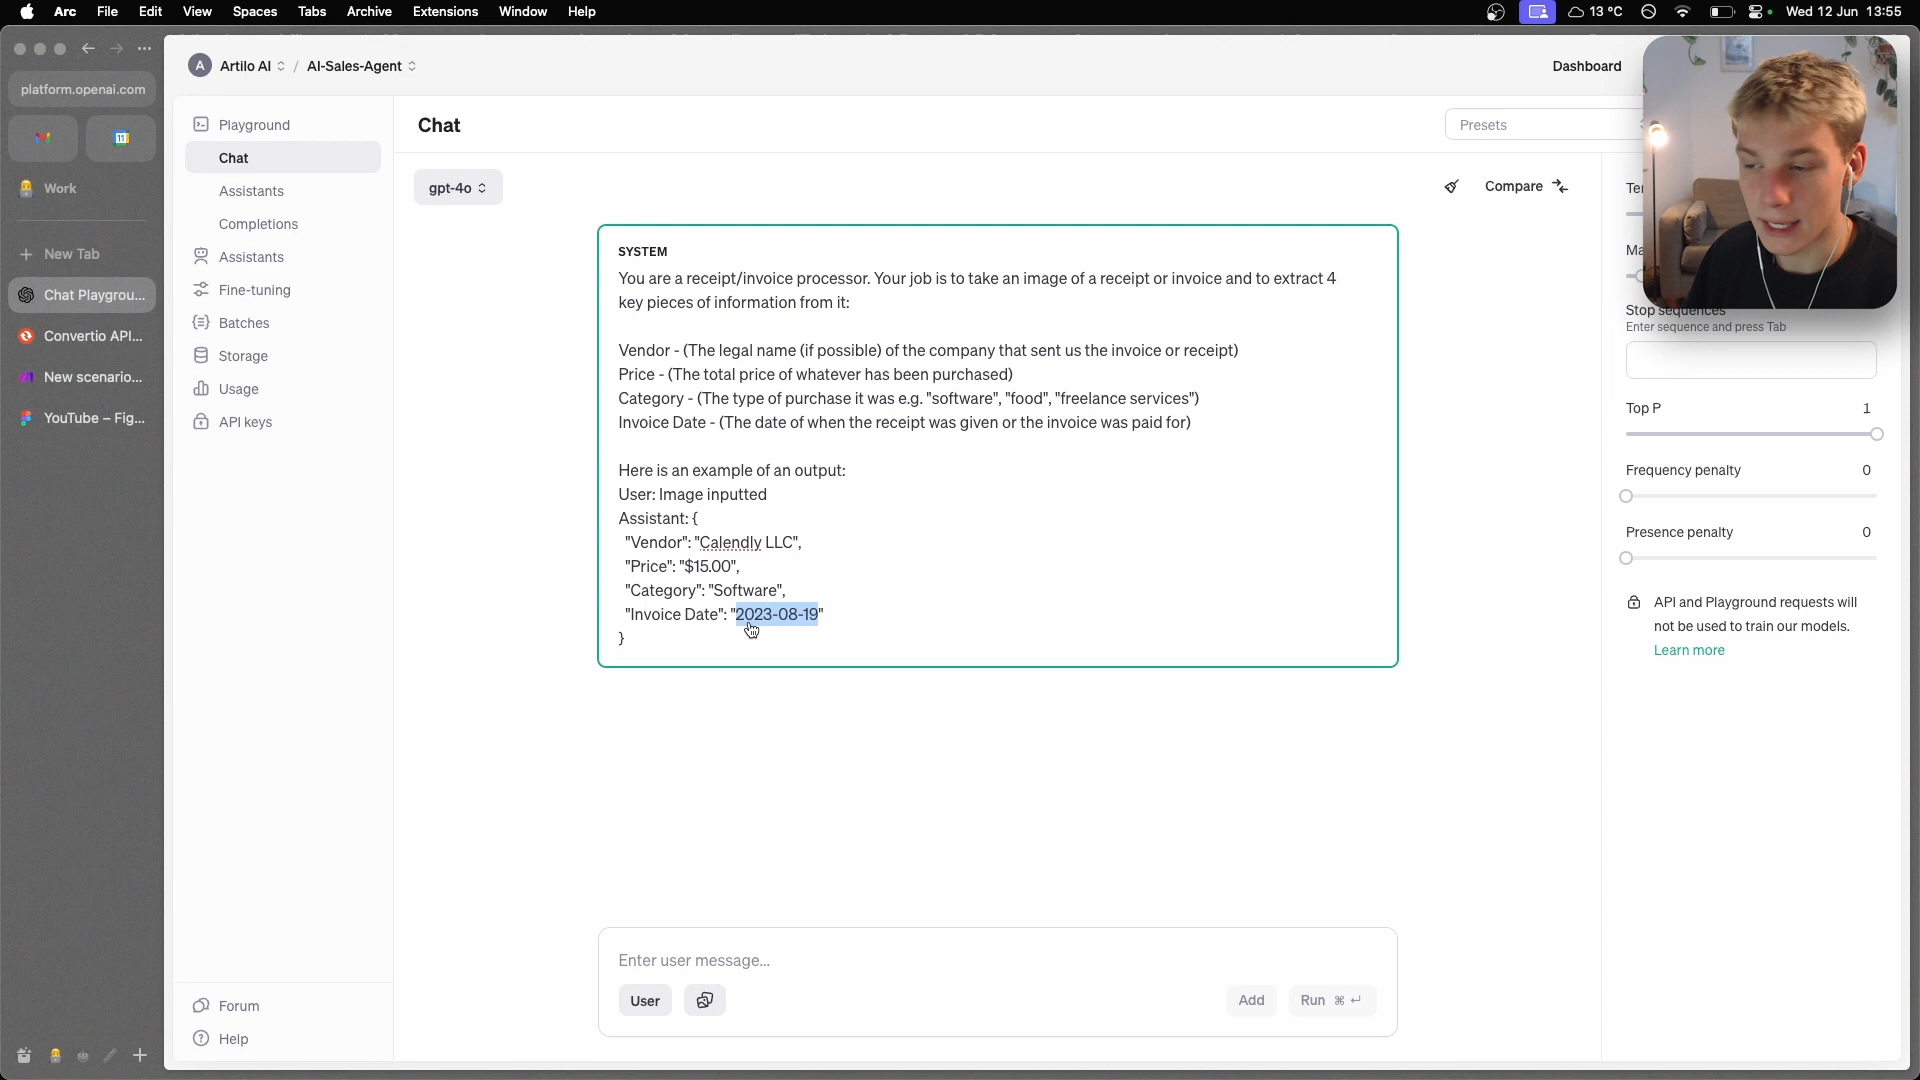 Arc File Edit View Spaces Tabs Archive Extensions Window Help
13 °C Wed 12 Jun 13:55
platform.openai.com
11
Work
New Tab
Chat Playgrou...
Convertio API...
New scenario...
YouTube – Fig...
A Artilo AI / AI-Sales-Agent
Dashboard
Playground
Chat
Assistants
Completions
Assistants
Fine-tuning
Batches
Storage
Usage
API keys
Forum
Help
Chat
Presets
gpt-4o
Compare
SYSTEM
You are a receipt/invoice processor. Your job is to take an image of a receipt or invoice and to extract 4
key pieces of information from it:
Vendor - (The legal name (if possible) of the company that sent us the invoice or receipt)
Price - (The total price of whatever has been purchased)
Category - (The type of purchase it was e.g. "software", "food", "freelance services")
Invoice Date - (The date of when the receipt was given or the invoice was paid for)
Here is an example of an output:
User: Image inputted
Assistant: {
"Vendor": "Calendly LLC",
"Price": "$15.00",
"Category": "Software",
"Invoice Date": "2023-08-19"
}
Enter user message...
User
Add
Run ⌘ ↵
Stop sequences
Enter sequence and press Tab
Top P 1
Frequency penalty 0
Presence penalty 0
API and Playground requests will
not be used to train our models.
Learn more